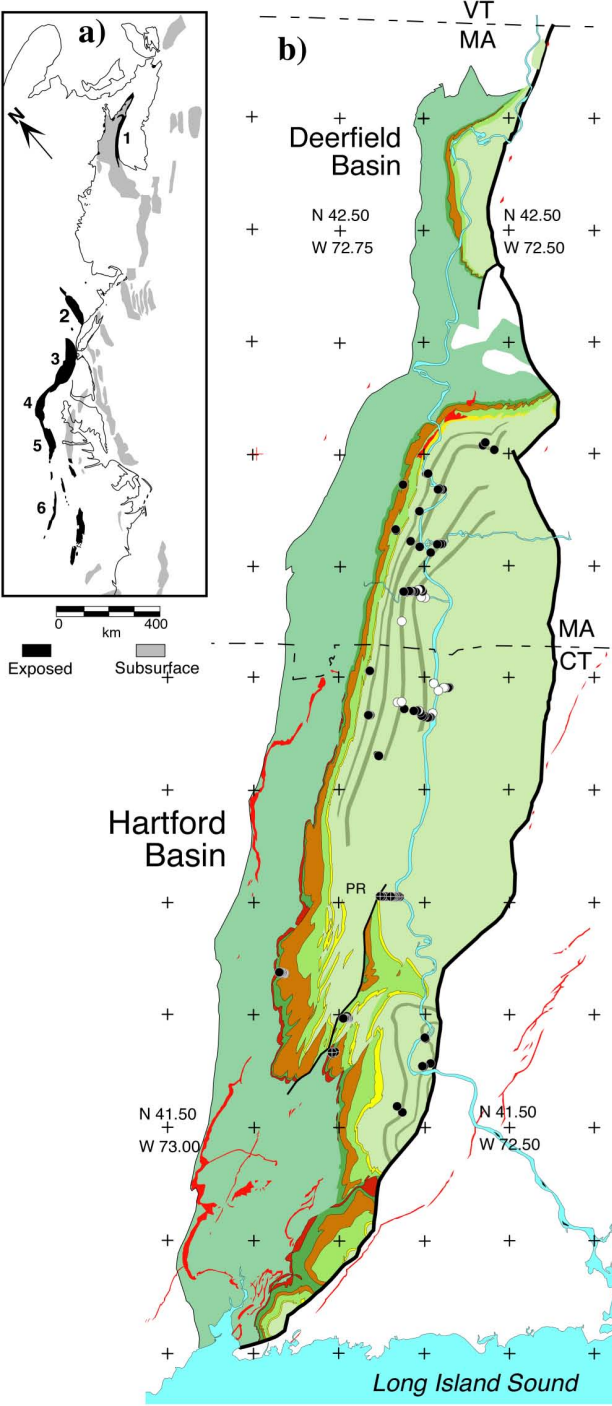 a)
N
1
2
3
4
5
6
0
400
km
Exposed
Subsurface
b)
VT
MA
Deerfield
Basin
N 42.50
W 72.75
N 42.50
W 72.50
MA
CT
Hartford
Basin
PR
N 41.50
W 73.00
N 41.50
W 72.50
Long Island Sound